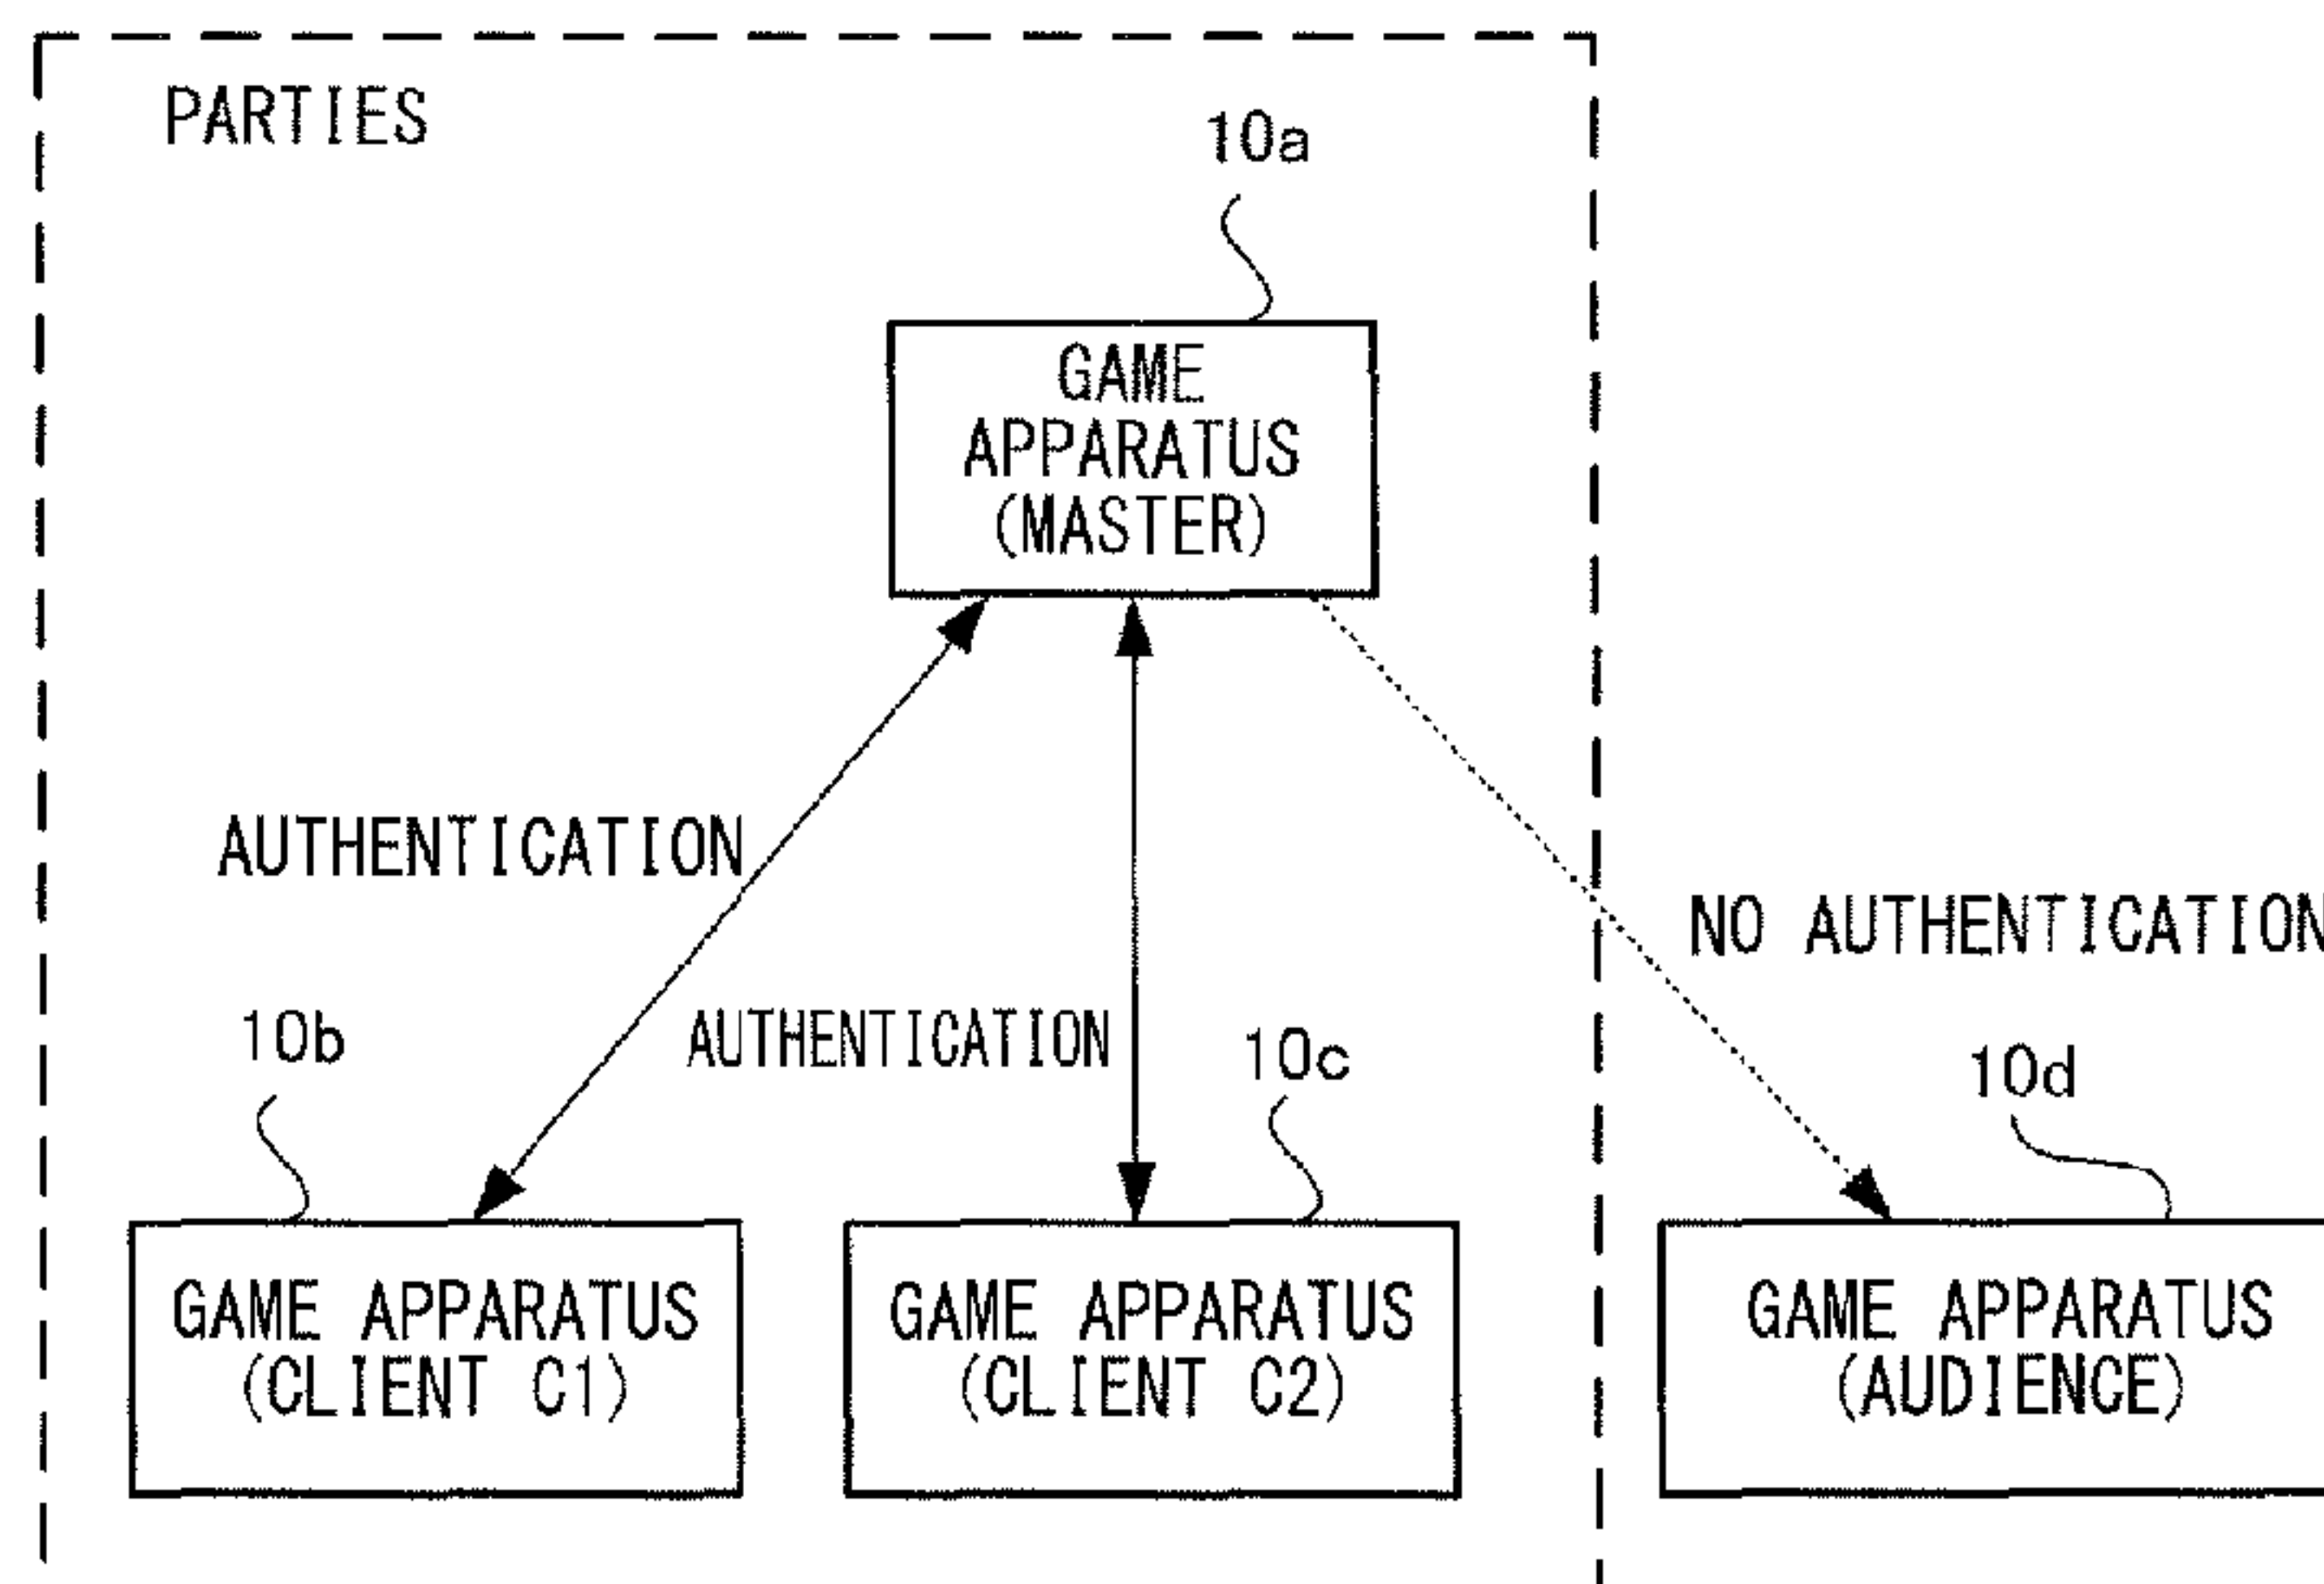 PARTIES
10a
GAME
APPARATUS
(MASTER)
AUTHENTICATION
NO AUTHENTICATION
10b
AUTHENTICATION
10c
10d
GAME APPARATUS
(CLIENT C1)
GAME APPARATUS
(CLIENT C2)
GAME APPARATUS
(AUDIENCE)